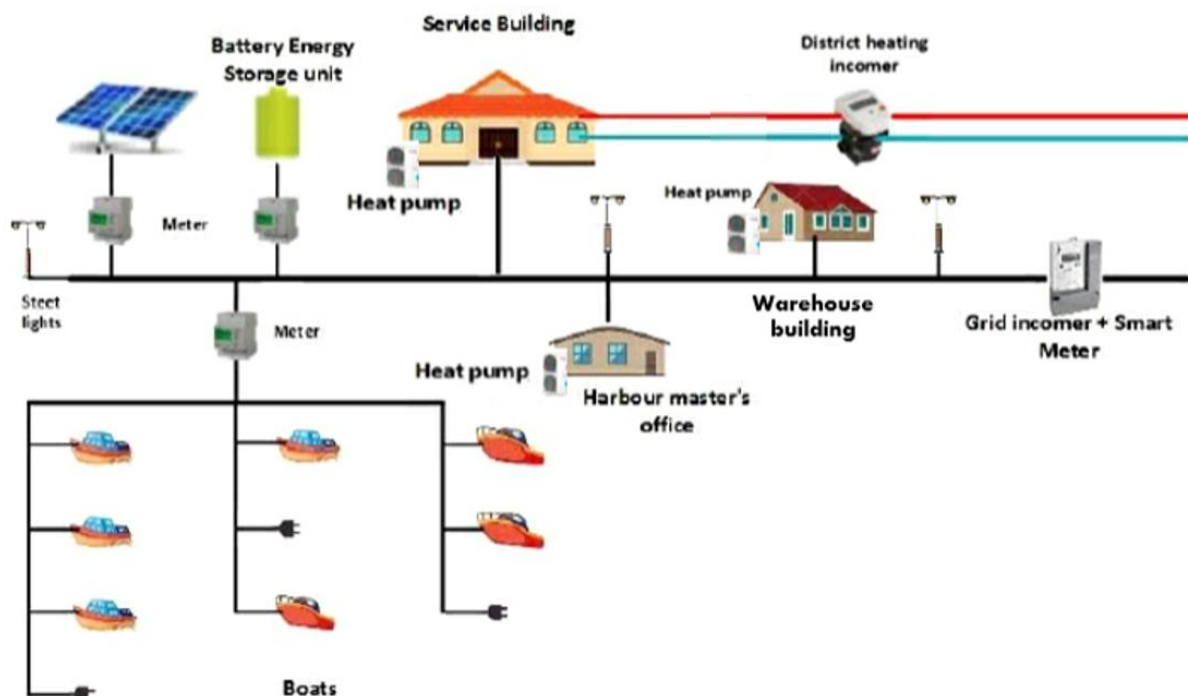 Service Building
Battery Energy
Storage unit
District heating
incomer
Heat pump
Heat pump
Meter
Steet
lights
Warehouse
building
Grid incomer + Smart
Meter
Meter
Heat pump
Harbour master's
office
Boats